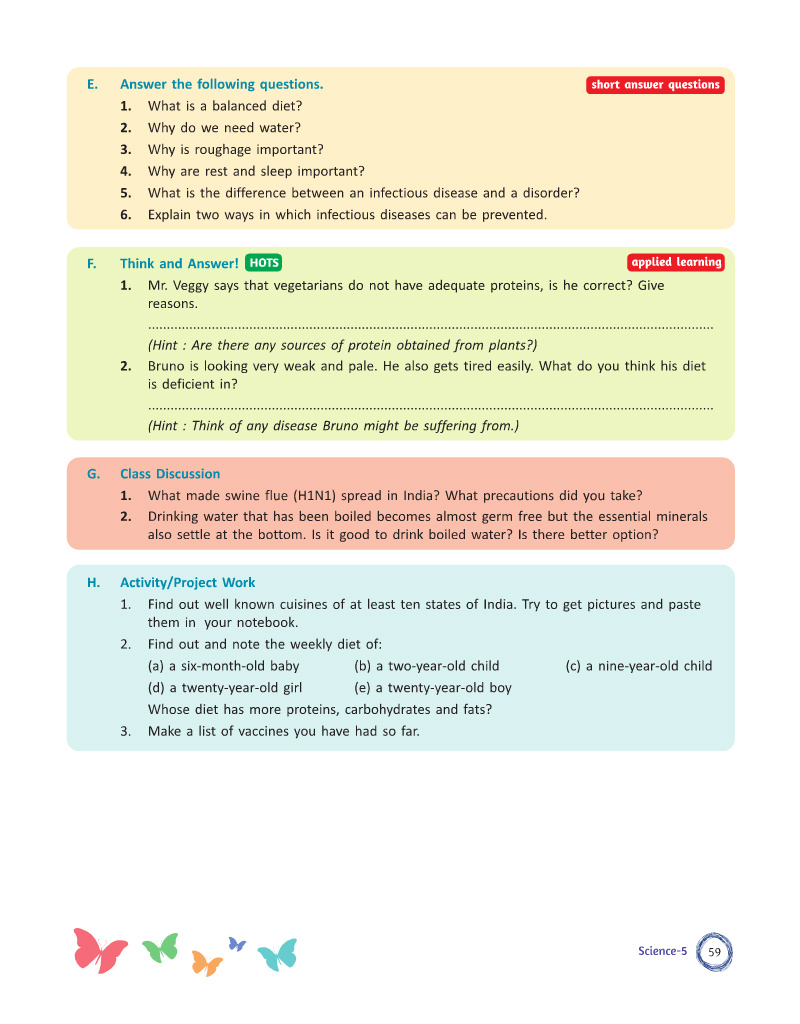 E. Answer the following questions. short answer questions
1. What is a balanced diet?
2. Why do we need water?
3. Why is roughage important?
4. Why are rest and sleep important?
5. What is the difference between an infectious disease and a disorder?
6. Explain two ways in which infectious diseases can be prevented.
F. Think and Answer! HOTS applied learning
1. Mr. Veggy says that vegetarians do not have adequate proteins, is he correct? Give
reasons.
(Hint : Are there any sources of protein obtained from plants?)
2. Bruno is looking very weak and pale. He also gets tired easily. What do you think his diet
is deficient in?
(Hint : Think of any disease Bruno might be suffering from.)
G. Class Discussion
1. What made swine flue (H1N1) spread in India? What precautions did you take?
2. Drinking water that has been boiled becomes almost germ free but the essential minerals
also settle at the bottom. Is it good to drink boiled water? Is there better option?
H. Activity/Project Work
1. Find out well known cuisines of at least ten states of India. Try to get pictures and paste
them in your notebook.
2. Find out and note the weekly diet of:
(a) a six-month-old baby (b) a two-year-old child (c) a nine-year-old child
(d) a twenty-year-old girl (e) a twenty-year-old boy
Whose diet has more proteins, carbohydrates and fats?
3. Make a list of vaccines you have had so far.
Science-5 59